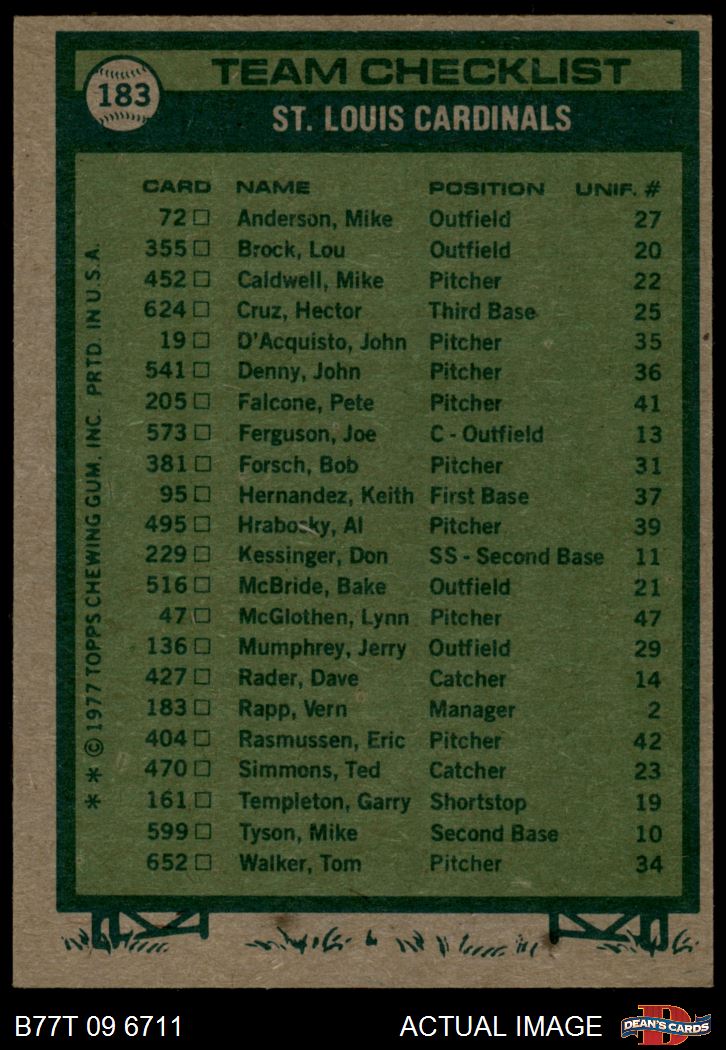 183
TEAM CHECKLIST
ST. LOUIS CARDINALS
CARD NAME POSITION UNIF. #
72 Anderson, Mike Outfield 27
355 Brock, Lou Outfield 20
452 Caldwell, Mike Pitcher 22
624 Cruz, Hector Third Base 25
19 D'Acquisto, John Pitcher 35
541 Denny, John Pitcher 36
205 Falcone, Pete Pitcher 41
573 Ferguson, Joe C - Outfield 13
381 Forsch, Bob Pitcher 31
95 Hernandez, Keith First Base 37
495 Hrabosky, Al Pitcher 39
229 Kessinger, Don SS - Second Base 11
516 McBride, Bake Outfield 21
47 McGlothen, Lynn Pitcher 47
136 Mumphrey, Jerry Outfield 29
427 Rader, Dave Catcher 14
183 Rapp, Vern Manager 2
404 Rasmussen, Eric Pitcher 42
470 Simmons, Ted Catcher 23
161 Templeton, Garry Shortstop 19
599 Tyson, Mike Second Base 10
652 Walker, Tom Pitcher 34
* * © 1977 TOPPS CHEWING GUM, INC. PRTD. IN U.S.A.
B77T 09 6711 ACTUAL IMAGE
D
DEAN'S CARDS